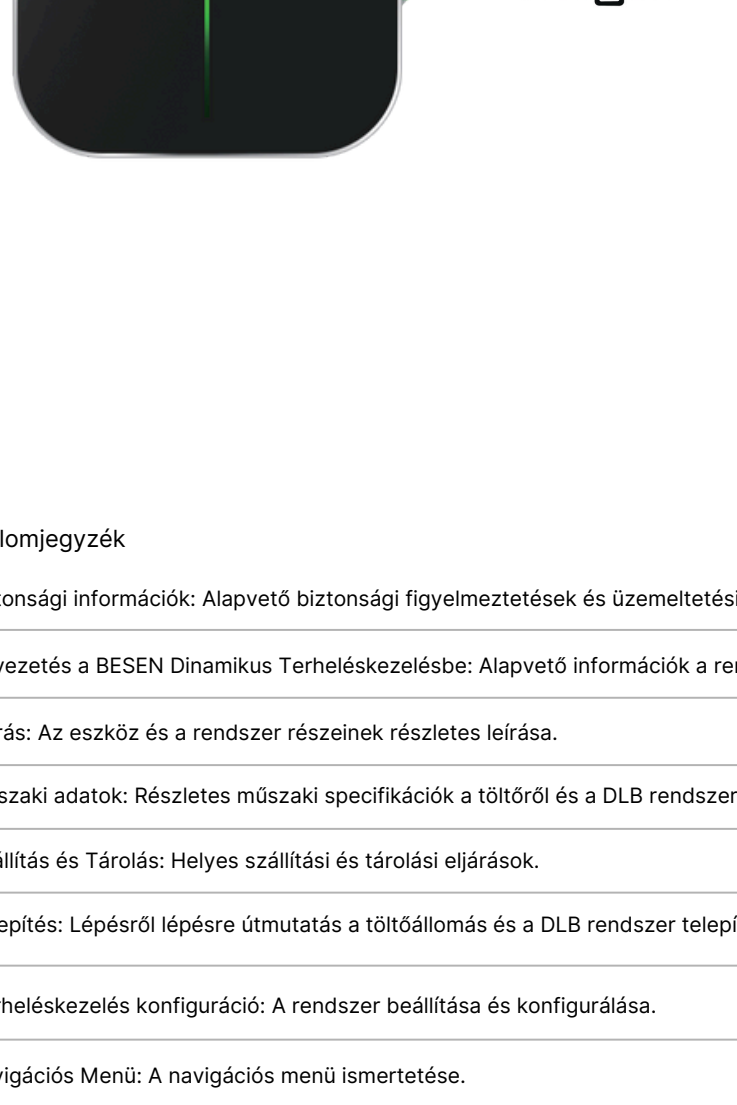 lomjegyzék
tonsági információk: Alapvető biztonsági figyelmeztetések és üzemeltetési
vezetés a BESEN Dinamikus Terheléskezelésbe: Alapvető információk a re
rás: Az eszköz és a rendszer részeinek részletes leírása.
szaki adatok: Részletes műszaki specifikációk a töltőről és a DLB rendszer
állítás és Tárolás: Helyes szállítási és tárolási eljárások.
epítés: Lépésről lépésre útmutatás a töltőállomás és a DLB rendszer telepí
rheléskezelés konfiguráció: A rendszer beállítása és konfigurálása.
vigációs Menü: A navigációs menü ismertetése.